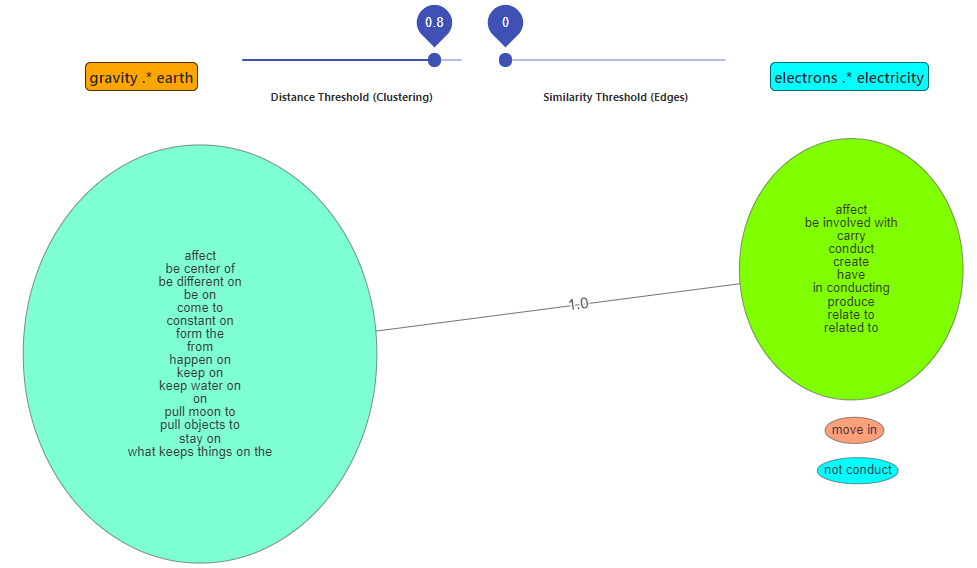 0.8
0
gravity .* earth
electrons .* electricity
Distance Threshold (Clustering)
Similarity Threshold (Edges)
affect
be center of
be different on
be on
come to
constant on
form the
from
happen on
keep on
keep water on
on
pull moon to
pull objects to
stay on
what keeps things on the
1.0
affect
be involved with
carry
conduct
create
have
in conducting
produce
relate to
related to
move in
not conduct